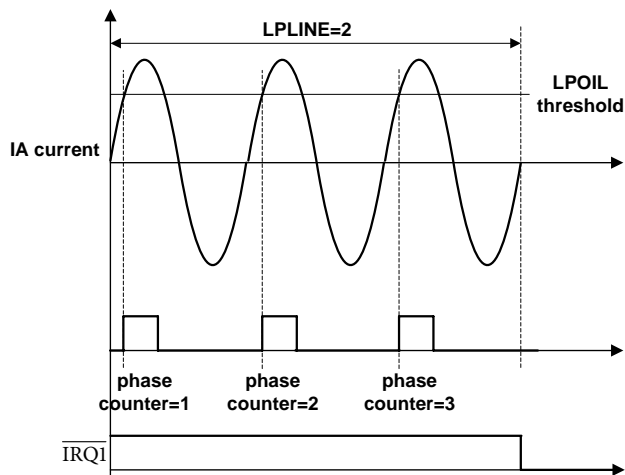 LPLINE=2
LPOIL
threshold
IA current
phase
counter=1
phase
counter=2
phase
counter=3
IRQ1